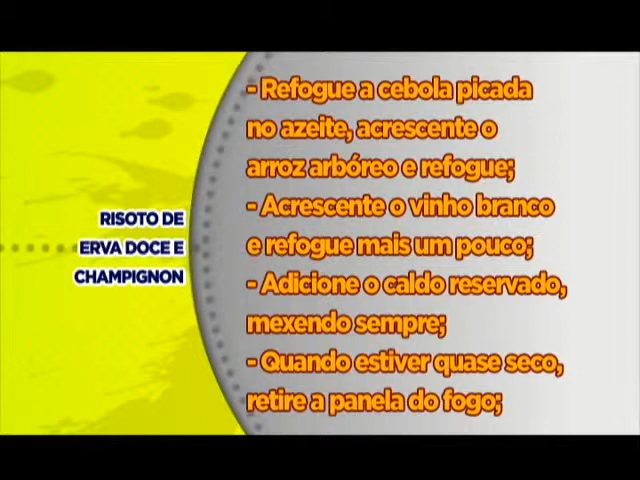 RISOTO DE
ERVA DOCE E
CHAMPIGNON
- Refogue a cebola picada
no azeite, acrescente o
arroz arbóreo e refogue;
- Acrescente o vinho branco
e refogue mais um pouco;
- Adicione o caldo reservado,
mexendo sempre;
- Quando estiver quase seco,
retire a panela do fogo;